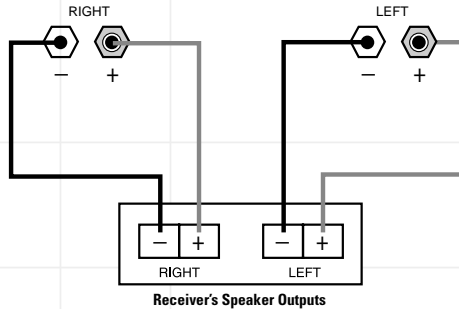 RIGHT LEFT
− + − +
− + − +
RIGHT LEFT
Receiver's Speaker Outputs